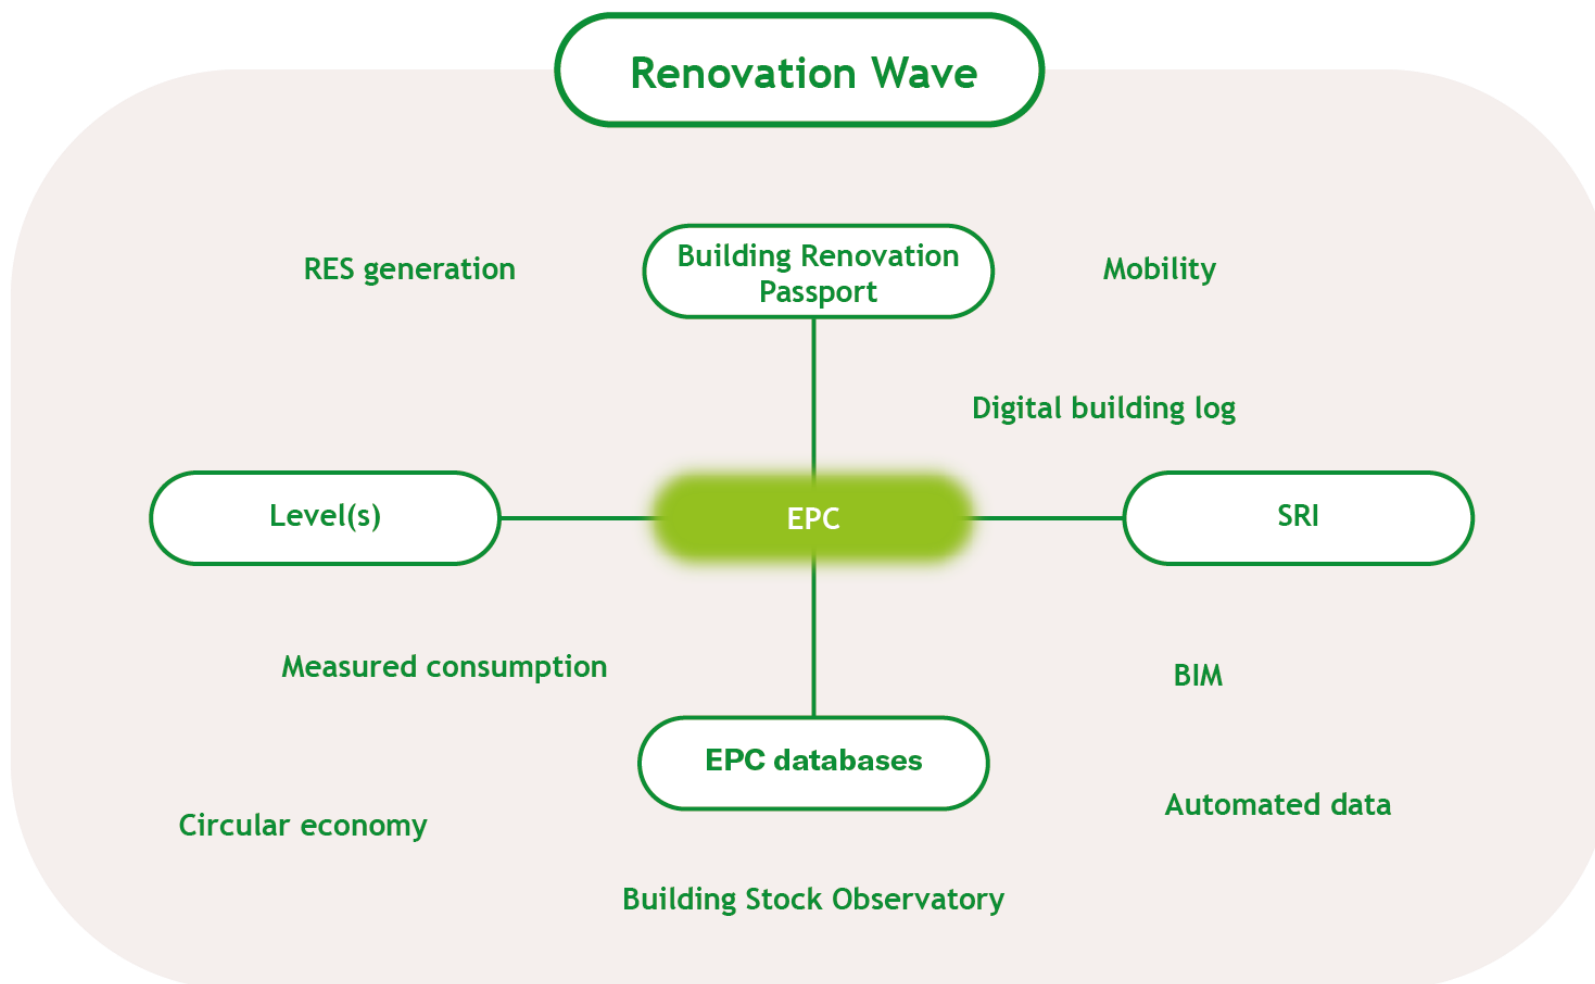 Renovation Wave
RES generation
Building Renovation
Passport
Mobility
Digital building log
Level(s)
EPC
SRI
Measured consumption
BIM
EPC databases
Automated data
Circular economy
Building Stock Observatory